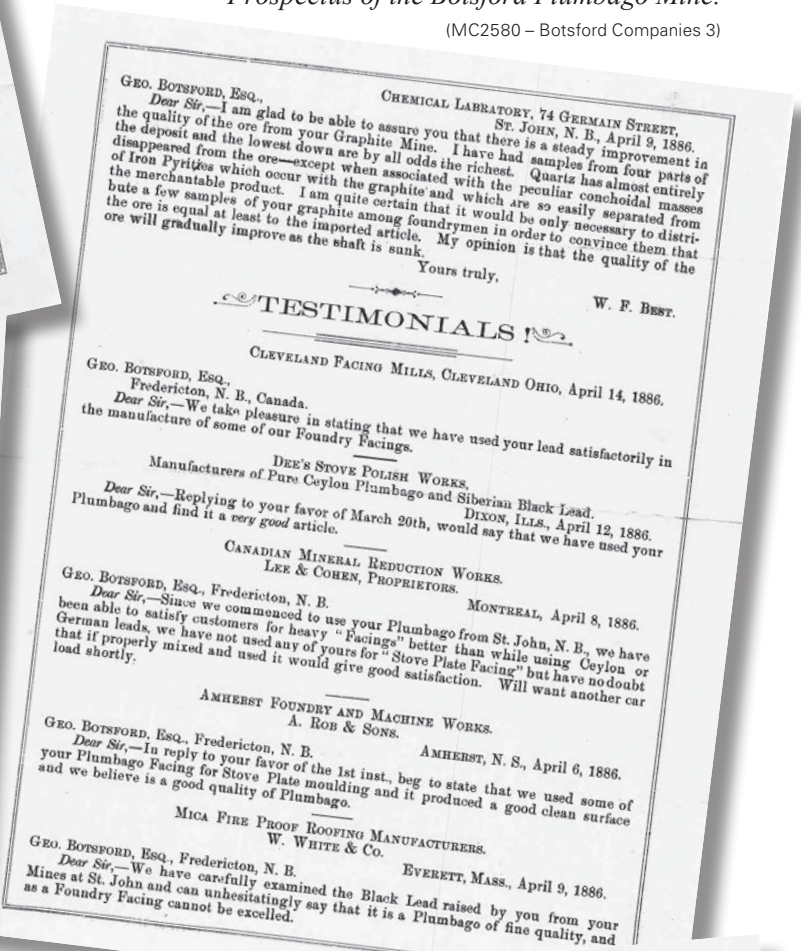 Prospectus of the Botsford Plumbago Mine.
(MC2580 – Botsford Companies 3)
CHEMICAL LABRATORY, 74 GERMAIN STREET,
ST. JOHN, N. B., April 9, 1886.
GEO. BOTSFORD, ESQ.,
Dear Sir,—I am glad to be able to assure you that there is a steady improvement in
the quality of the ore from your Graphite Mine. I have had samples from four parts of
the deposit and the lowest down are by all odds the richest. Quartz has almost entirely
disappeared from the ore—except when associated with the peculiar conchoidal masses
of Iron Pyrities which occur with the graphite and which are so easily separated from
the merchantable product. I am quite certain that it would be only necessary to distri-
bute a few samples of your graphite among foundrymen in order to convince them that
the ore is equal at least to the imported article. My opinion is that the quality of the
ore will gradually improve as the shaft is sunk.
Yours truly,
W. F. BEST.
TESTIMONIALS !
CLEVELAND FACING MILLS, CLEVELAND OHIO, April 14, 1886.
GEO. BOTSFORD, ESQ.,
Fredericton, N. B., Canada.
Dear Sir,—We take pleasure in stating that we have used your lead satisfactorily in
the manufacture of some of our Foundry Facings.
DEE'S STOVE POLISH WORKS,
Manufacturers of Pure Ceylon Plumbago and Siberian Black Lead.
DIXON, ILLS., April 12, 1886.
Dear Sir,—Replying to your favor of March 20th, would say that we have used your
Plumbago and find it a very good article.
CANADIAN MINERAL REDUCTION WORKS.
LEE & COHEN, PROPRIETORS.
MONTREAL, April 8, 1886.
GEO. BOTSFORD, ESQ., Fredericton, N. B.
Dear Sir,—Since we commenced to use your Plumbago from St. John, N. B., we have
been able to satisfy customers for heavy "Facings" better than while using Ceylon or
German leads, we have not used any of yours for "Stove Plate Facing" but have no doubt
that if properly mixed and used it would give good satisfaction. Will want another car
load shortly.
AMHERST FOUNDRY AND MACHINE WORKS.
A. ROB & SONS.
AMHERST, N. S., April 6, 1886.
GEO. BOTSFORD, ESQ., Fredericton, N. B.
Dear Sir,—In reply to your favor of the 1st inst., beg to state that we used some of
your Plumbago Facing for Stove Plate moulding and it produced a good clean surface
and we believe is a good quality of Plumbago.
MICA FIRE PROOF ROOFING MANUFACTURERS.
W. WHITE & CO.
EVERETT, MASS., April 9, 1886.
GEO. BOTSFORD, ESQ., Fredericton, N. B.
Dear Sir,—We have carefully examined the Black Lead raised by you from your
Mines at St. John and can unhesitatingly say that it is a Plumbago of fine quality, and
as a Foundry Facing cannot be excelled.